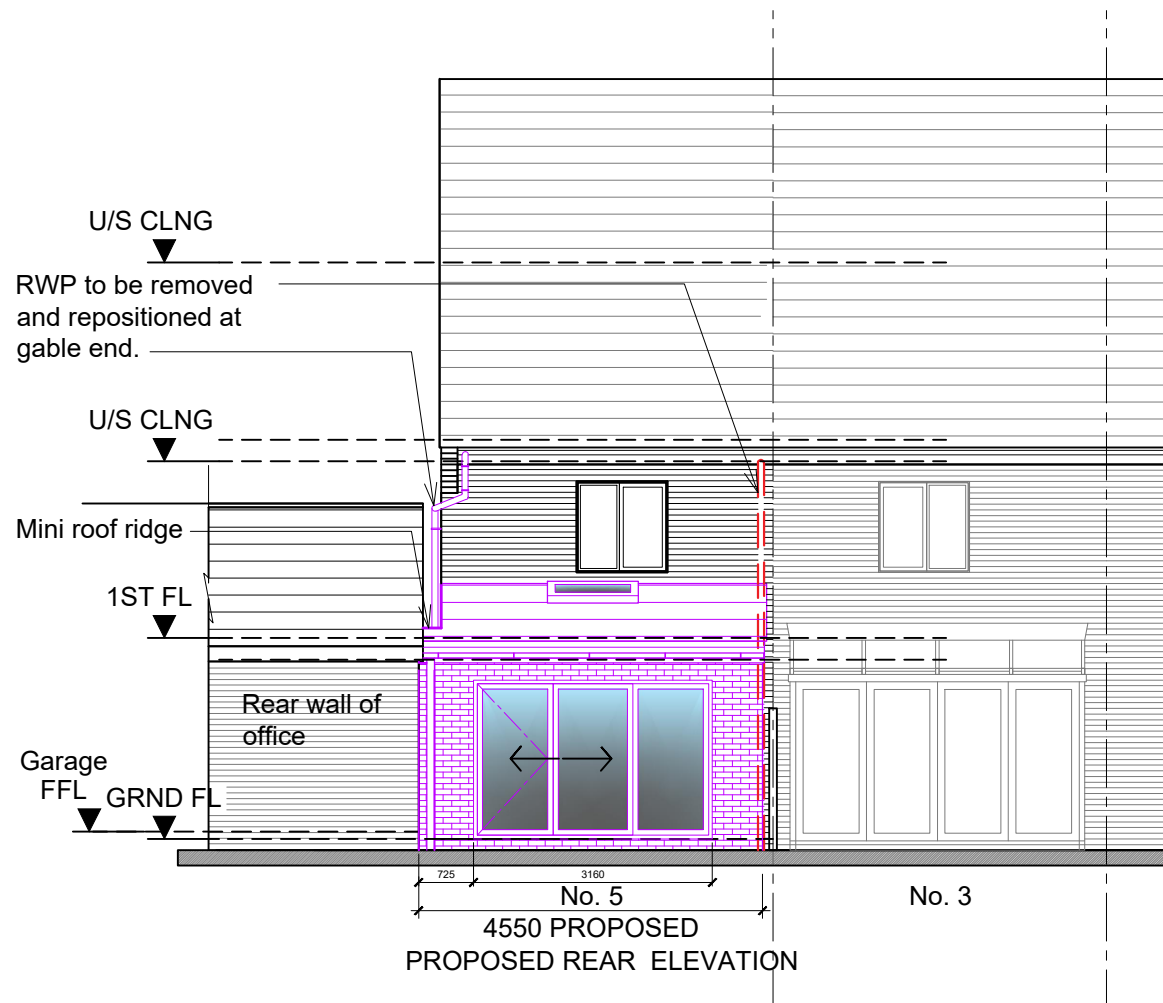 U/S CLNG
RWP to be removed
and repositioned at
gable end.
U/S CLNG
Mini roof ridge
1ST FL
Rear wall of
office
Garage
FFL
GRND FL
725
3160
No. 5
No. 3
4550 PROPOSED
PROPOSED REAR ELEVATION